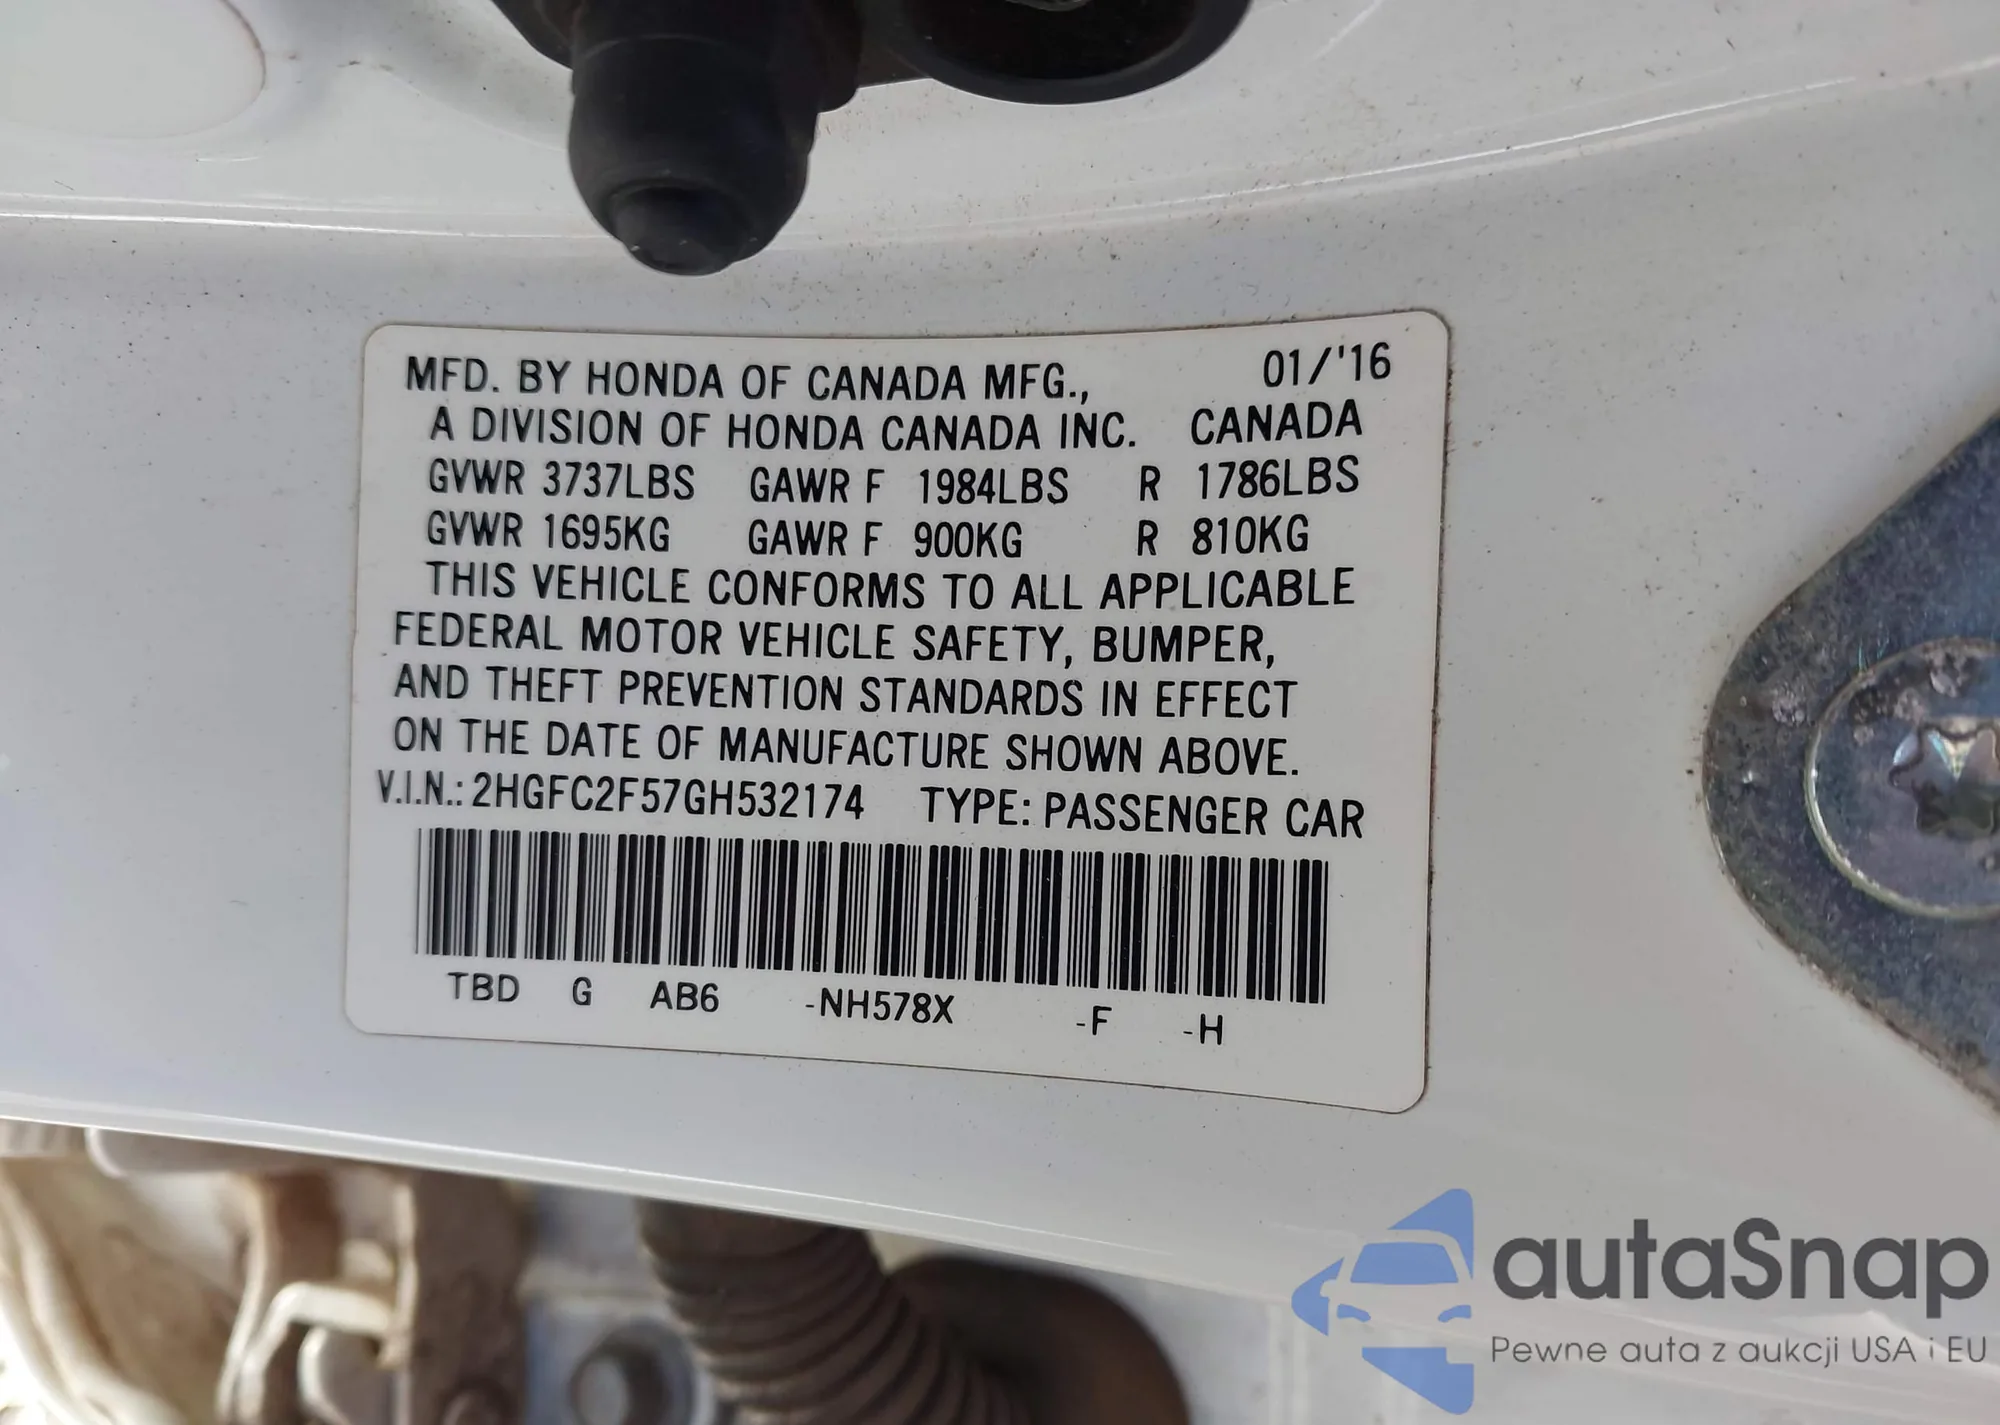 MFD. BY HONDA OF CANADA MFG., 01/'16
A DIVISION OF HONDA CANADA INC. CANADA
GVWR 3737LBS GAWR F 1984LBS R 1786LBS
GVWR 1695KG GAWR F 900KG R 810KG
THIS VEHICLE CONFORMS TO ALL APPLICABLE
FEDERAL MOTOR VEHICLE SAFETY, BUMPER,
AND THEFT PREVENTION STANDARDS IN EFFECT
ON THE DATE OF MANUFACTURE SHOWN ABOVE.
V.I.N.: 2HGFC2F57GH532174 TYPE: PASSENGER CAR
TBD G AB6 -NH578X -F -H
autaSnap
Pewne auta z aukcji USA i EU